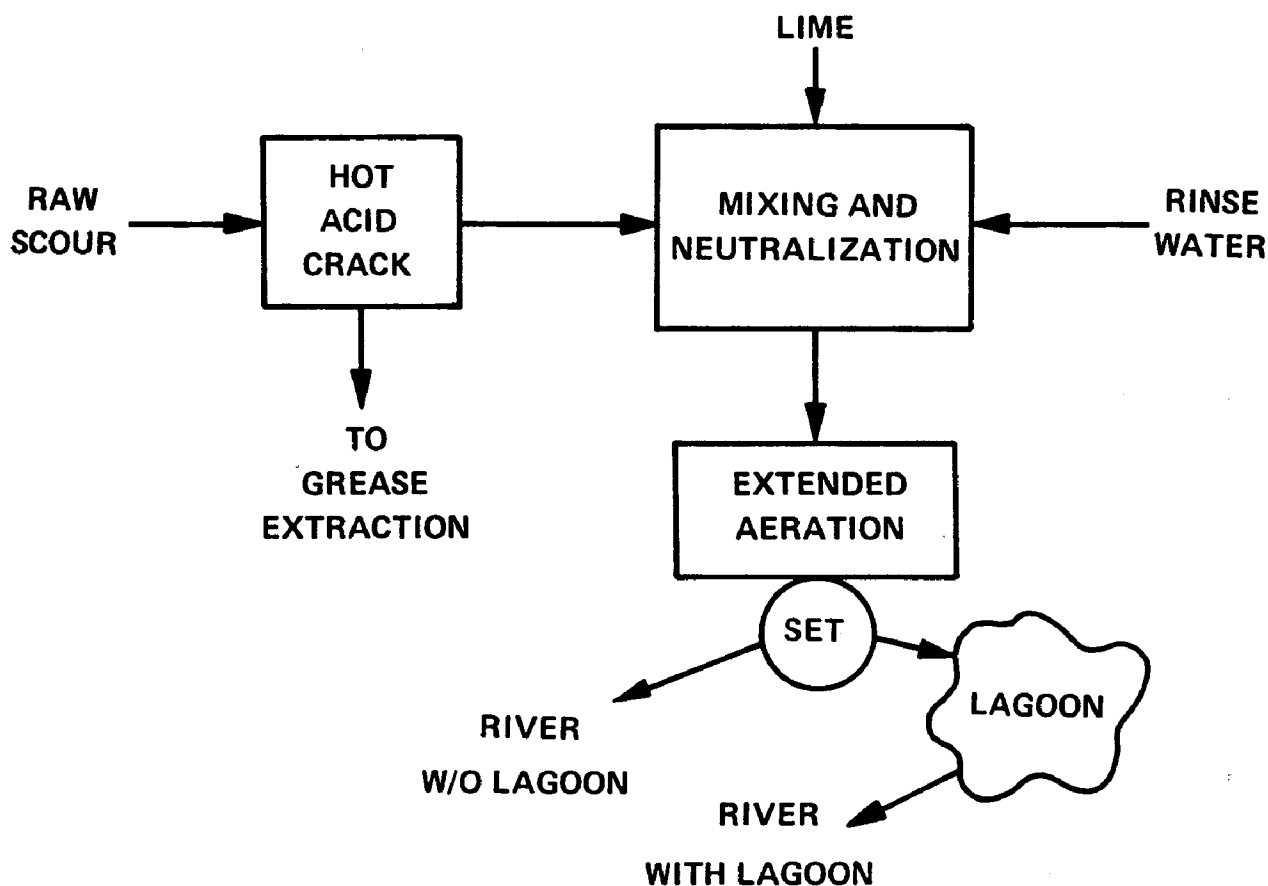 LIME
RAW
SCOUR
HOT
ACID
CRACK
MIXING AND
NEUTRALIZATION
RINSE
WATER
TO
GREASE
EXTRACTION
EXTENDED
AERATION
SET
LAGOON
RIVER
W/O LAGOON
RIVER
WITH LAGOON